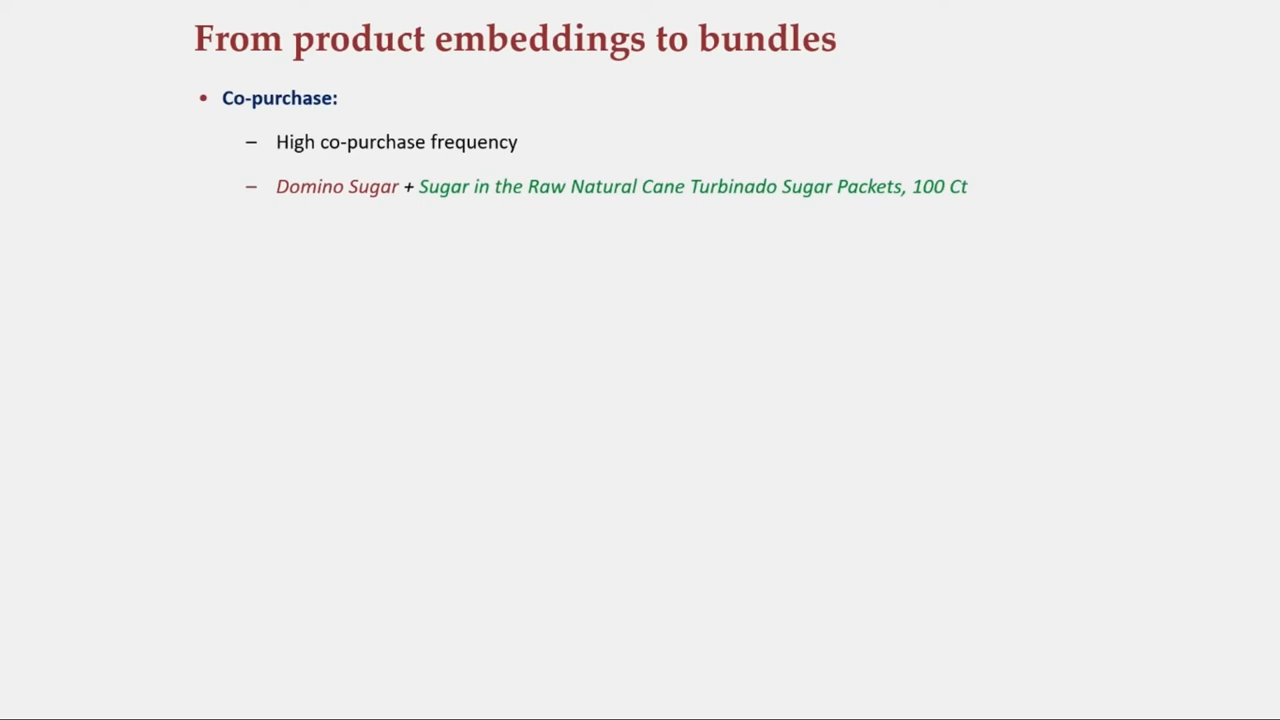 From product embeddings to bundles
• Co-purchase:
– High co-purchase frequency
– Domino Sugar + Sugar in the Raw Natural Cane Turbinado Sugar Packets, 100 Ct